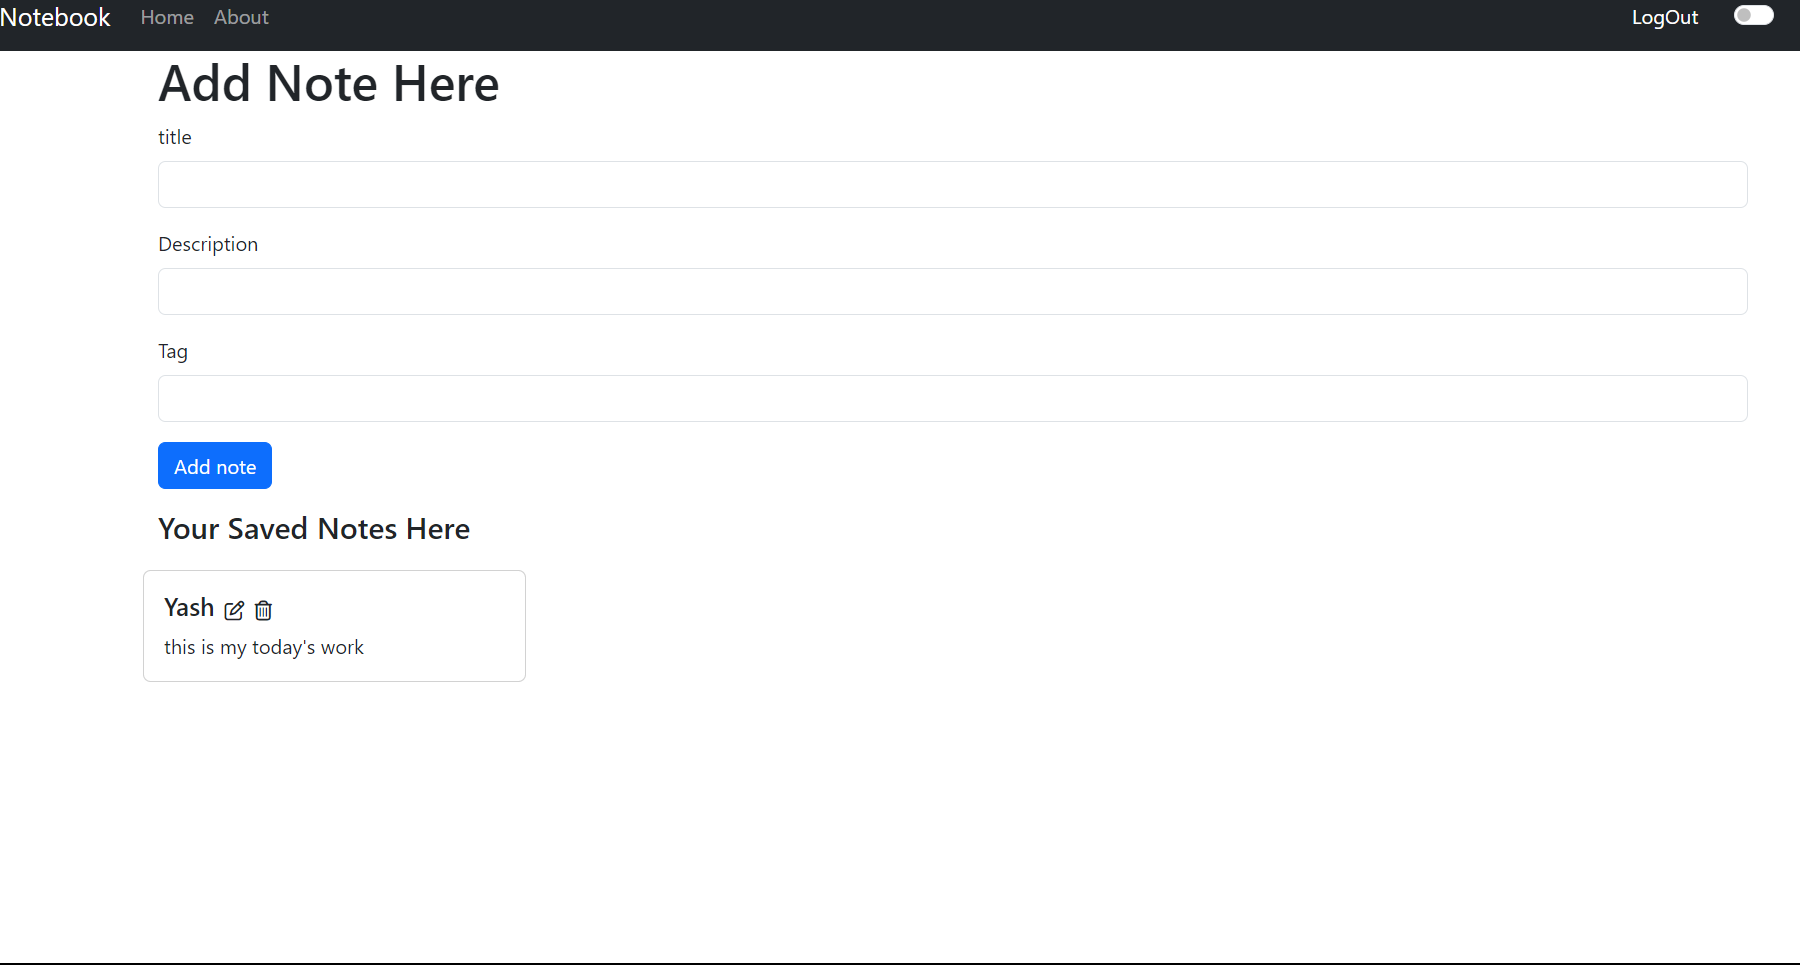 Notebook Home About LogOut
Add Note Here
title
Description
Tag
Add note
Your Saved Notes Here
Yash
this is my today's work